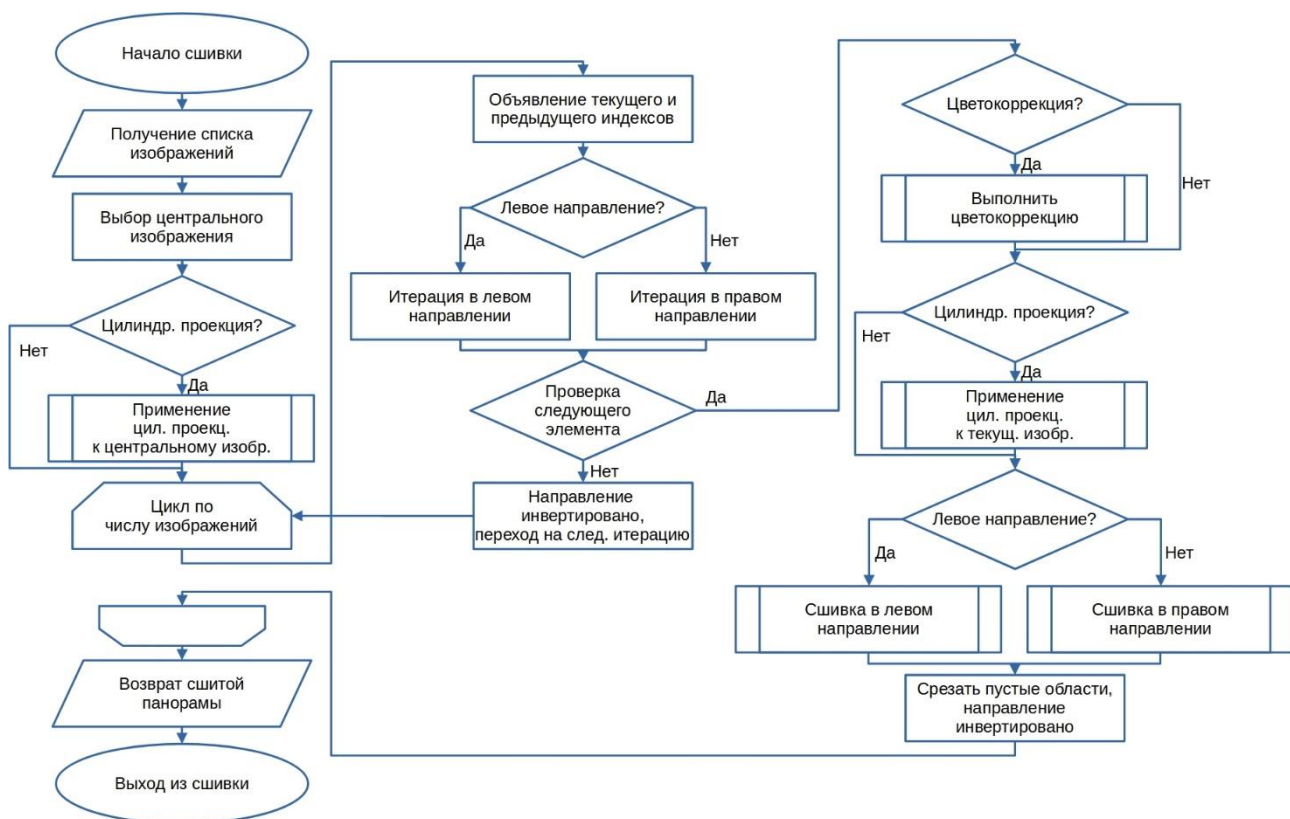 Начало сшивки
Получение списка
изображений
Выбор центрального
изображения
Цилиндр. проекция?
Нет
Да
Применение
цил. проекц.
к центральному изобр.
Цикл по
числу изображений
Возврат сшитой
панорамы
Выход из сшивки
Объявление текущего и
предыдущего индексов
Левое направление?
Да
Нет
Итерация в левом
направлении
Итерация в правом
направлении
Проверка
следующего
элемента
Да
Нет
Направление
инвертировано,
переход на след. итерацию
Цветокоррекция?
Да
Нет
Выполнить
цветокоррекцию
Цилиндр. проекция?
Нет
Да
Применение
цил. проекц.
к текущ. изобр.
Левое направление?
Да
Нет
Сшивка в левом
направлении
Сшивка в правом
направлении
Срезать пустые области,
направление
инвертировано